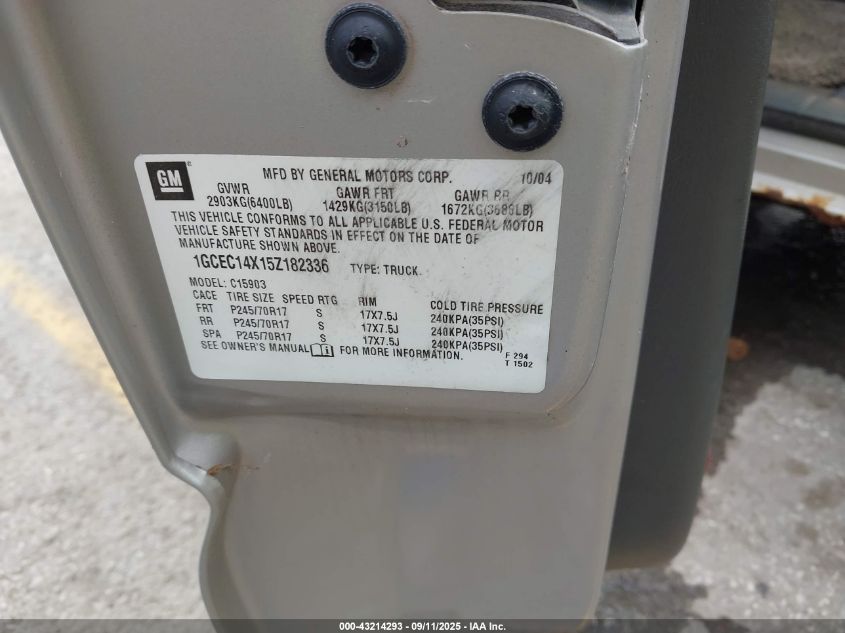 GM
MFD BY GENERAL MOTORS CORP. 10/04
GVWR GAWR FRT GAWR RR
2903KG(6400LB) 1429KG(3150LB) 1672KG(3686LB)
THIS VEHICLE CONFORMS TO ALL APPLICABLE U.S. FEDERAL MOTOR
VEHICLE SAFETY STANDARDS IN EFFECT ON THE DATE OF
MANUFACTURE SHOWN ABOVE.
1GCEC14X15Z182336 TYPE: TRUCK
MODEL: C15903
CACE TIRE SIZE SPEED RTG RIM COLD TIRE PRESSURE
FRT P245/70R17 S 17X7.5J 240KPA(35PSI)
RR P245/70R17 S 17X7.5J 240KPA(35PSI)
SPA P245/70R17 S 17X7.5J 240KPA(35PSI)
SEE OWNER'S MANUAL FOR MORE INFORMATION.
F 294
T 1502
000-43214293 - 09/11/2025 - IAA Inc.